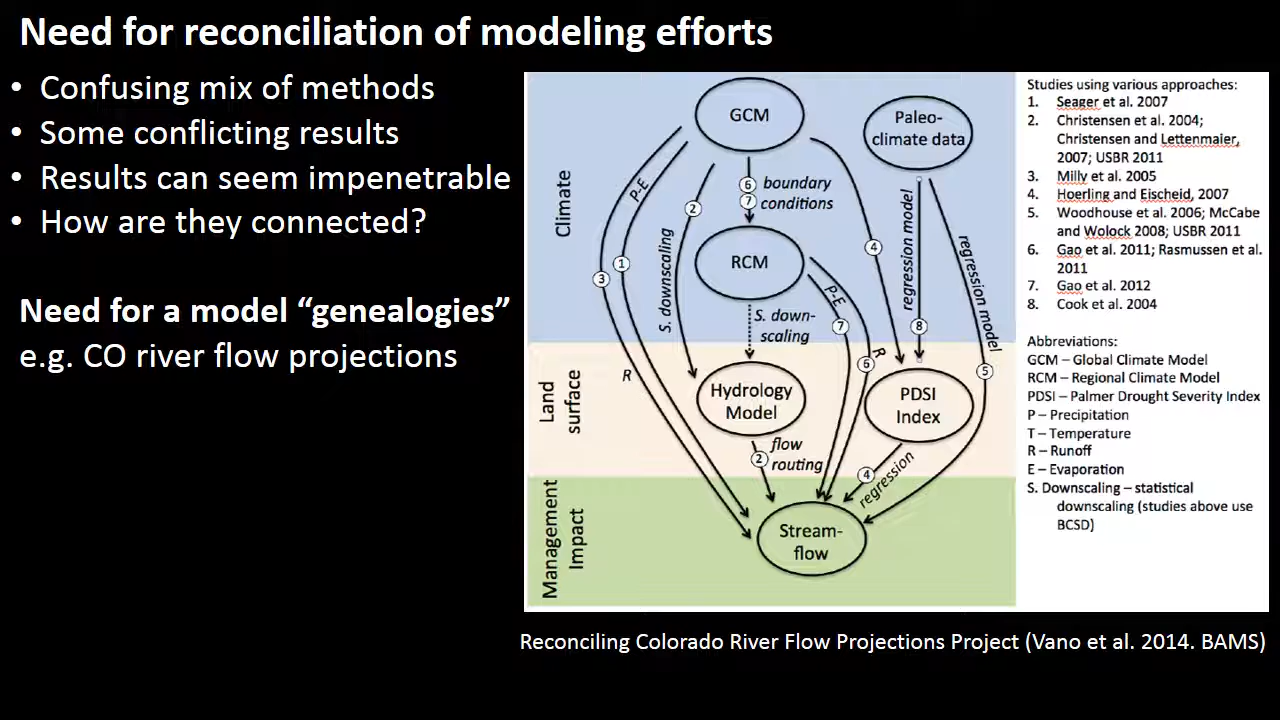 Need for reconciliation of modeling efforts
• Confusing mix of methods
• Some conflicting results
• Results can seem impenetrable
• How are they connected?
Need for a model “genealogies”
e.g. CO river flow projections
Climate
Land
surface
Management
Impact
GCM
Paleo-
climate data
P-E
6
7
boundary
conditions
2
S. downscaling
3
1
R
4
regression model
8
regression model
5
RCM
P-E
7
R
6
S. down-
scaling
Hydrology
Model
PDSI
Index
2
flow
routing
4
regression
Stream-
flow
Studies using various approaches:
1. Seager et al. 2007
2. Christensen et al. 2004;
Christensen and Lettenmaier,
2007; USBR 2011
3. Milly et al. 2005
4. Hoerling and Eischeid, 2007
5. Woodhouse et al. 2006; McCabe
and Wolock 2008; USBR 2011
6. Gao et al. 2011; Rasmussen et al.
2011
7. Gao et al. 2012
8. Cook et al. 2004
Abbreviations:
GCM – Global Climate Model
RCM – Regional Climate Model
PDSI – Palmer Drought Severity Index
P – Precipitation
T – Temperature
R – Runoff
E – Evaporation
S. Downscaling – statistical
downscaling (studies above use
BCSD)
Reconciling Colorado River Flow Projections Project (Vano et al. 2014. BAMS)